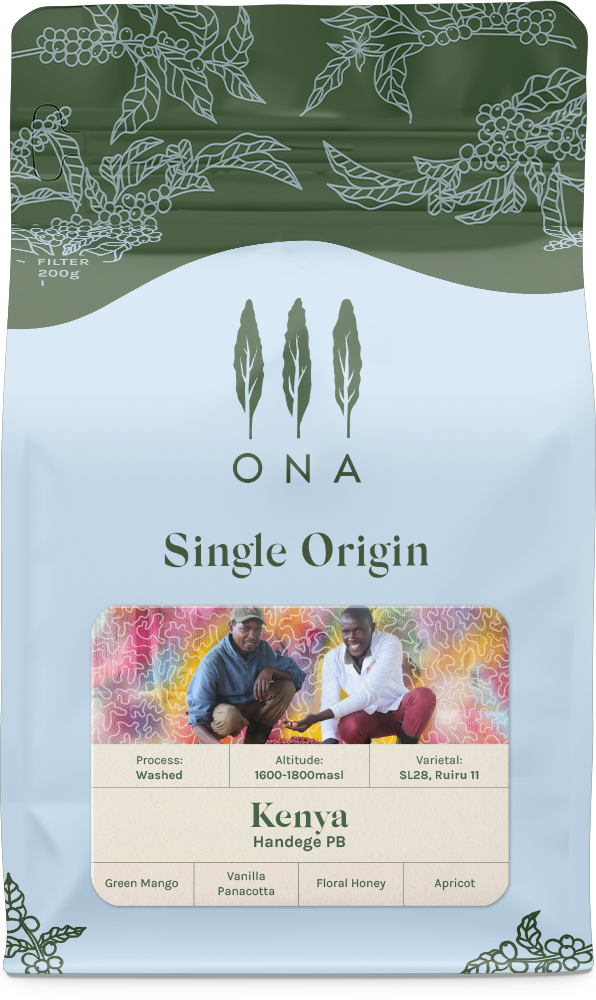 FILTER
200g
ONA
Single Origin
Process:
Washed
Altitude:
1600-1800masl
Varietal:
SL28, Ruiru 11
Kenya
Handege PB
Green Mango
Vanilla
Panacotta
Floral Honey
Apricot